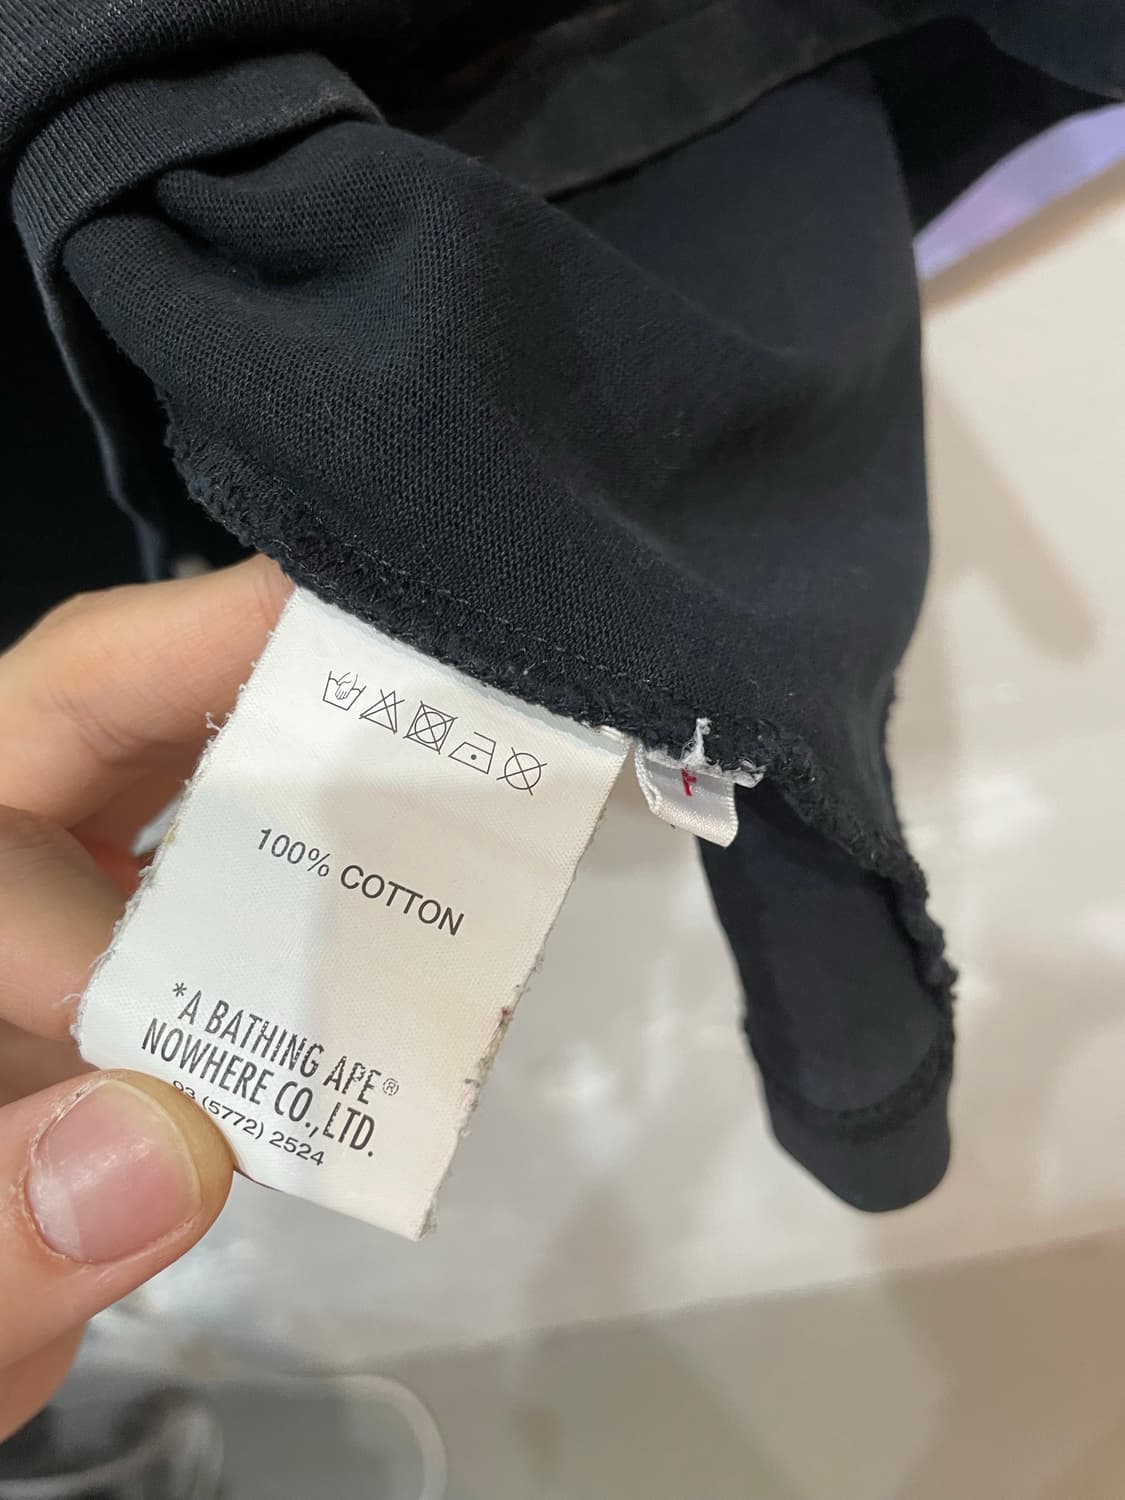 100% COTTON
*A BATHING APE®
NOWHERE CO.,LTD.
03 (5772) 2524